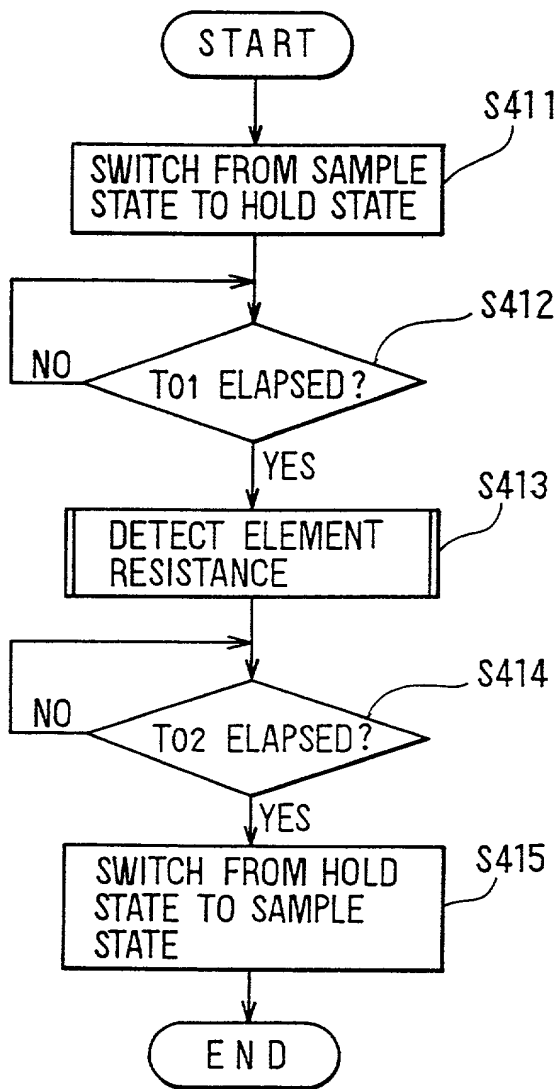 START
S411
SWITCH FROM SAMPLE
STATE TO HOLD STATE
S412
NO
T01 ELAPSED?
YES
S413
DETECT ELEMENT
RESISTANCE
S414
NO
T02 ELAPSED?
YES
S415
SWITCH FROM HOLD
STATE TO SAMPLE
STATE
END